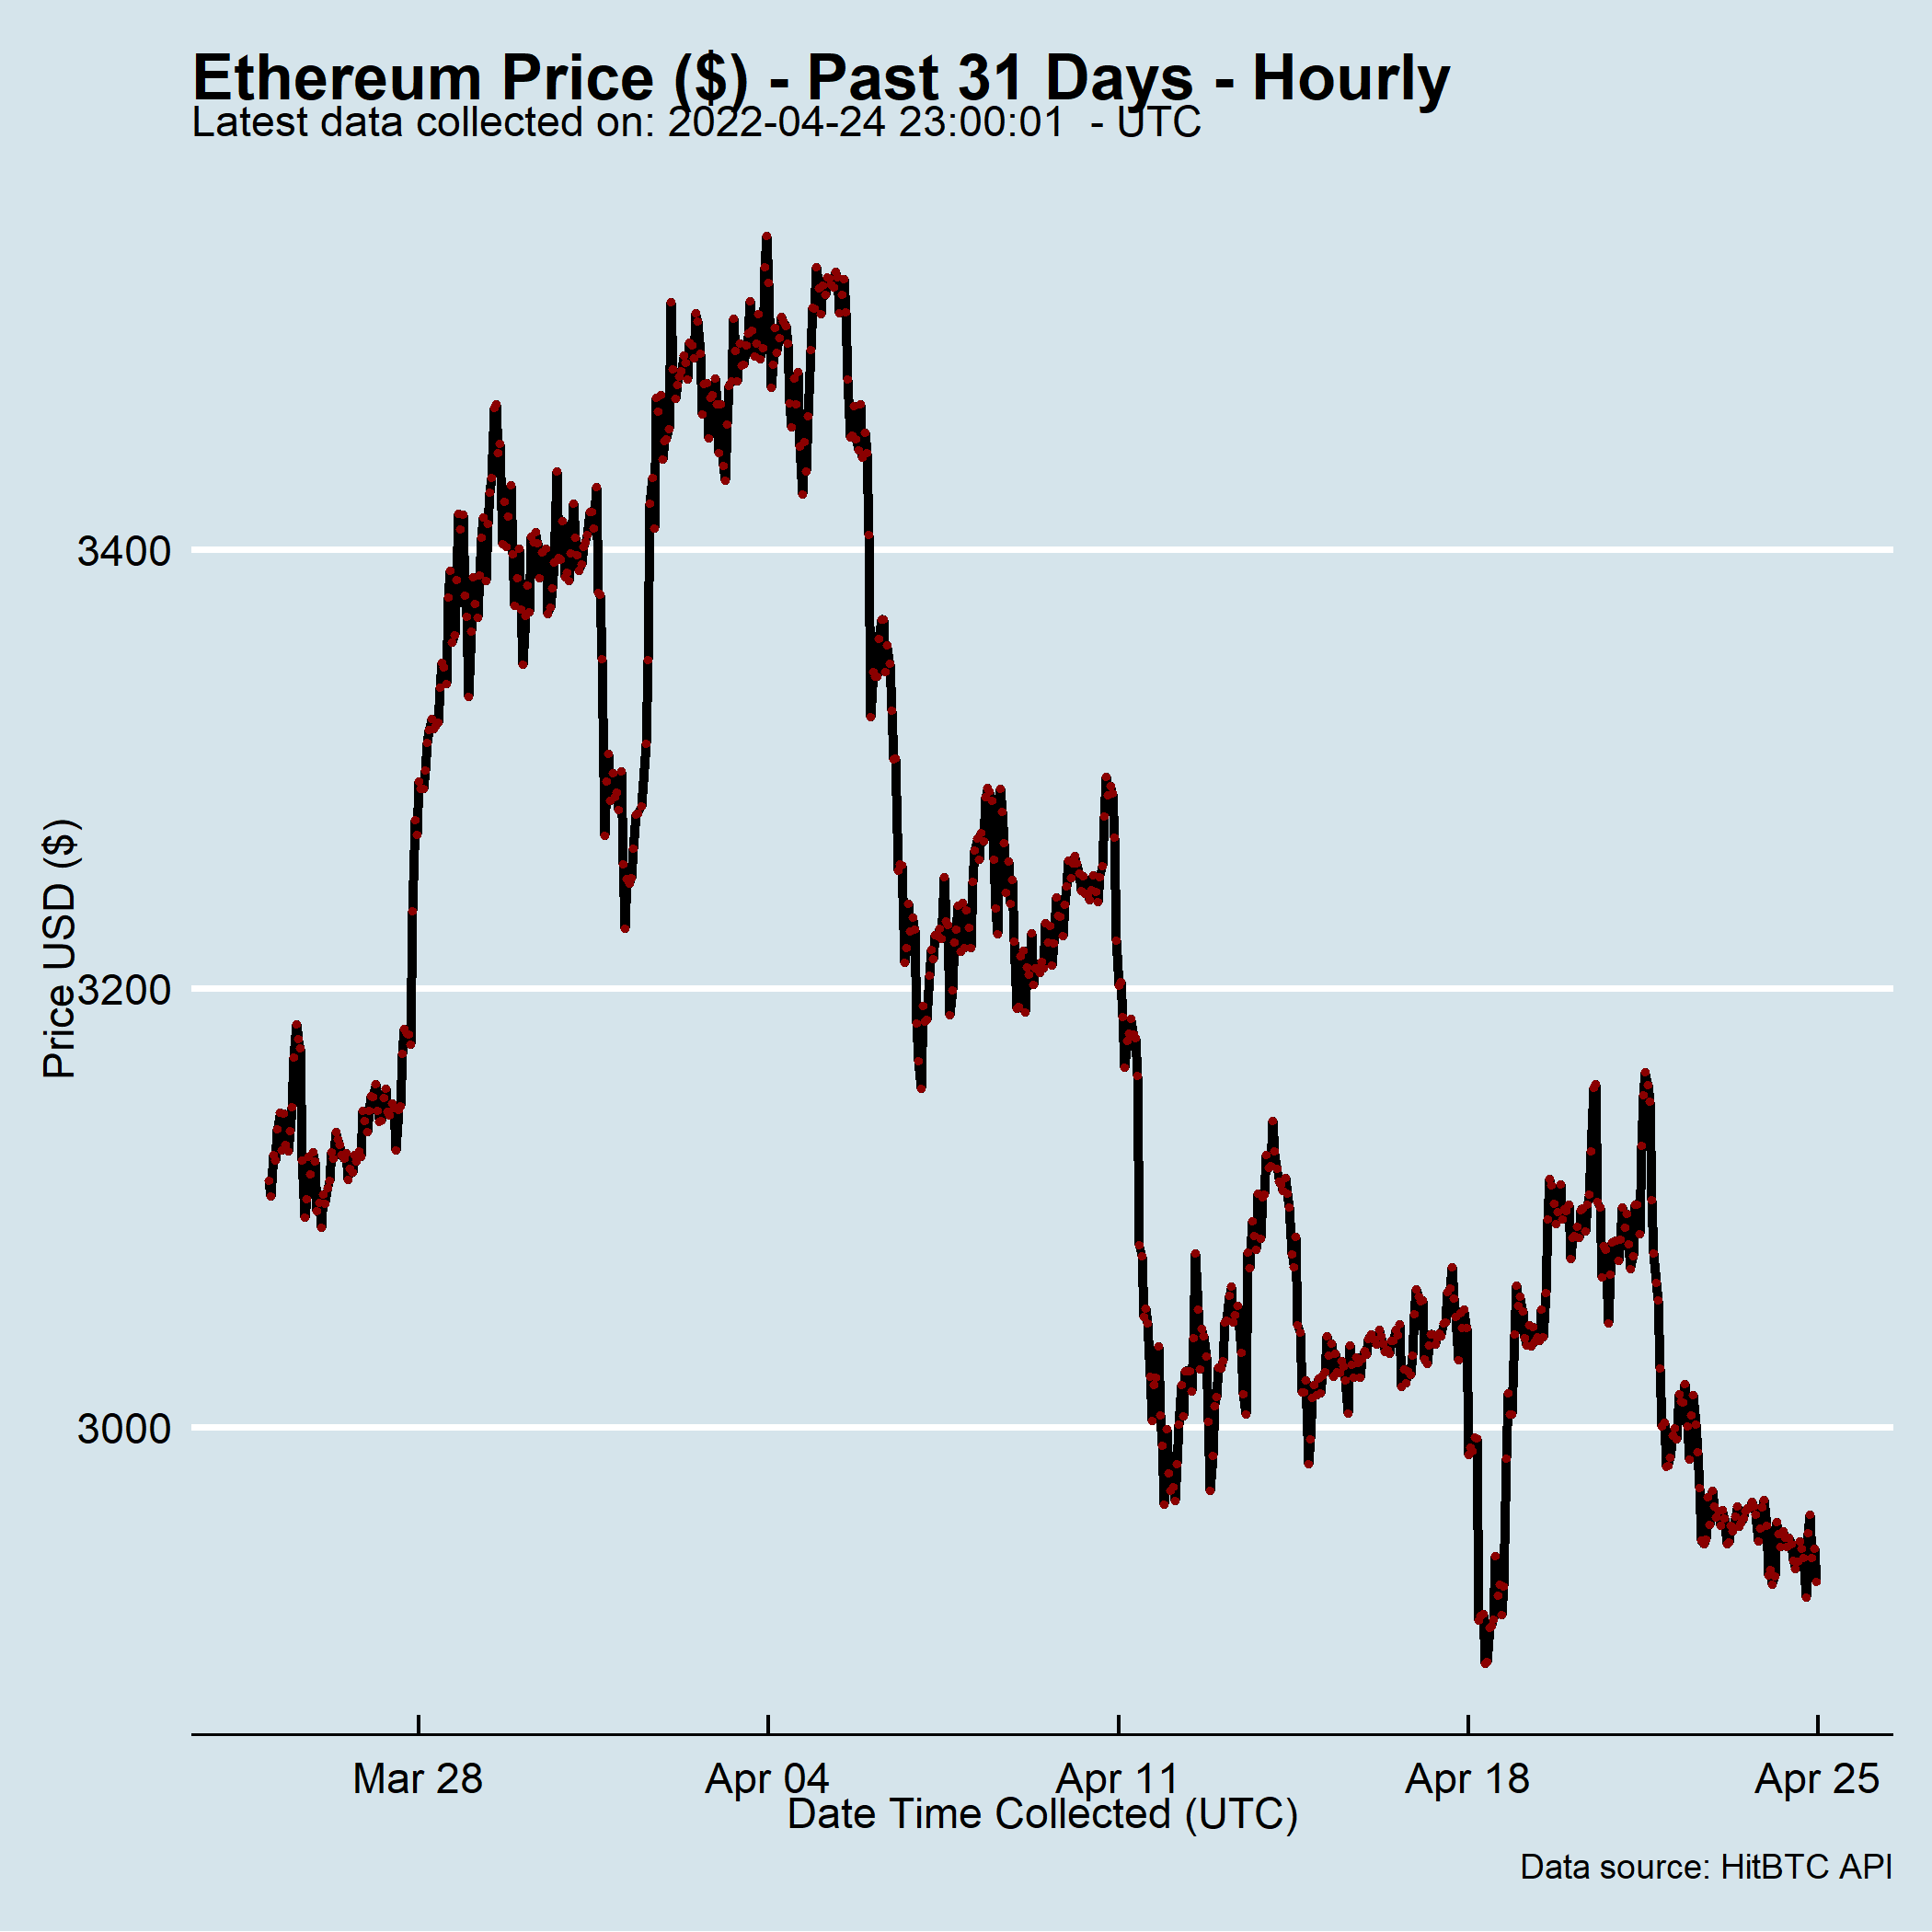 Ethereum Price ($) - Past 31 Days - Hourly
Latest data collected on: 2022-04-24 23:00:01  - UTC
Price USD ($)
3400
3200
3000
Mar 28 Apr 04 Apr 11 Apr 18 Apr 25
Date Time Collected (UTC)
Data source: HitBTC API